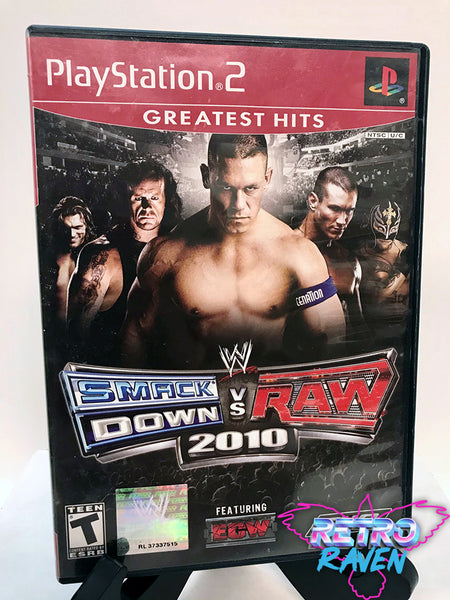 PlayStation®2
GREATEST HITS
NTSC U/C
CENATION
W
SMACK
DOWN
VS
RAW
2010
TEEN
T
CONTENT RATED BY
ESRB
W
RL 37337515
FEATURING
ECW
RETRO
RAVEN